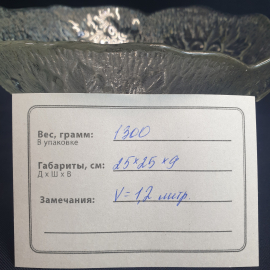 Вес, грамм: 1300
В упаковке
Габариты, см: 25*25*9
Д х Ш х В
Замечания: V = 1,2 литр.